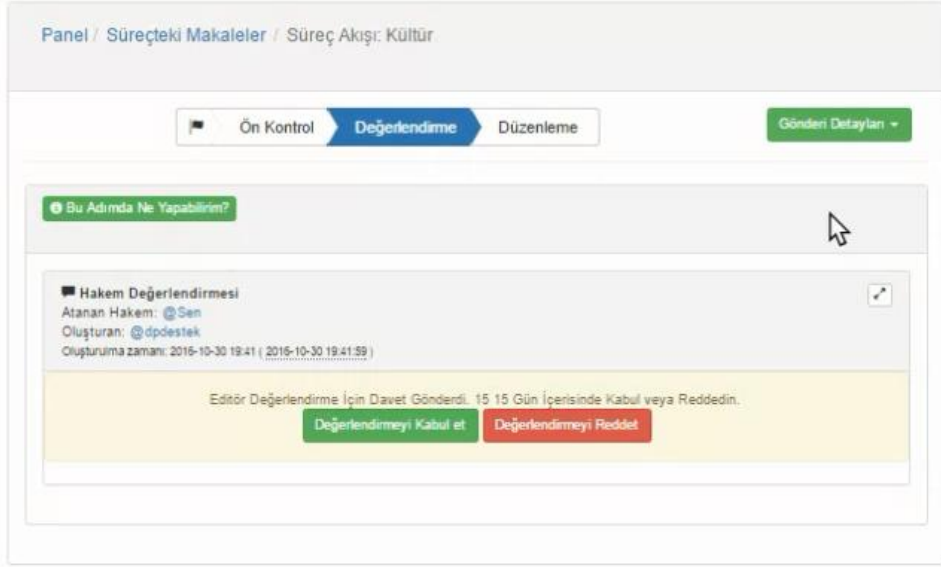 Panel / Süreçteki Makaleler / Süreç Akışı: Kültür
Ön Kontrol Değerlendirme Düzenleme
Gönderi Detayları
Bu Adımda Ne Yapabilirim?
Hakem Değerlendirmesi
Atanan Hakem: @Sen
Oluşturan: @dpdestek
Oluşturulma zamanı: 2016-10-30 19:41 ( 2016-10-30 19:41:59 )
Editör Değerlendirme İçin Davet Gönderdi. 15 15 Gün İçerisinde Kabul veya Reddedin.
Değerlendirmeyi Kabul et Değerlendirmeyi Reddet